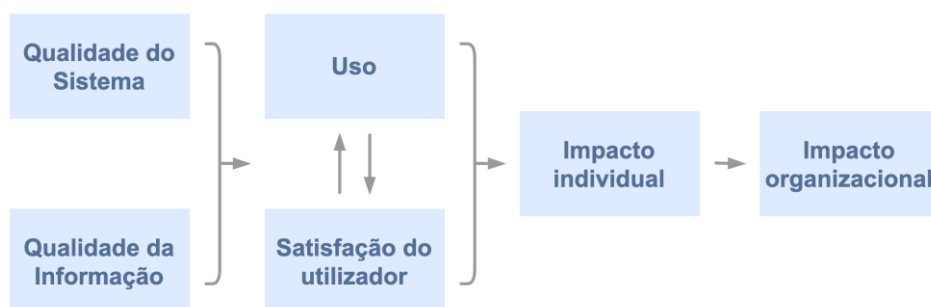 Qualidade do
Sistema
Uso
Qualidade da
Informação
Satisfação do
utilizador
Impacto
individual
Impacto
organizacional